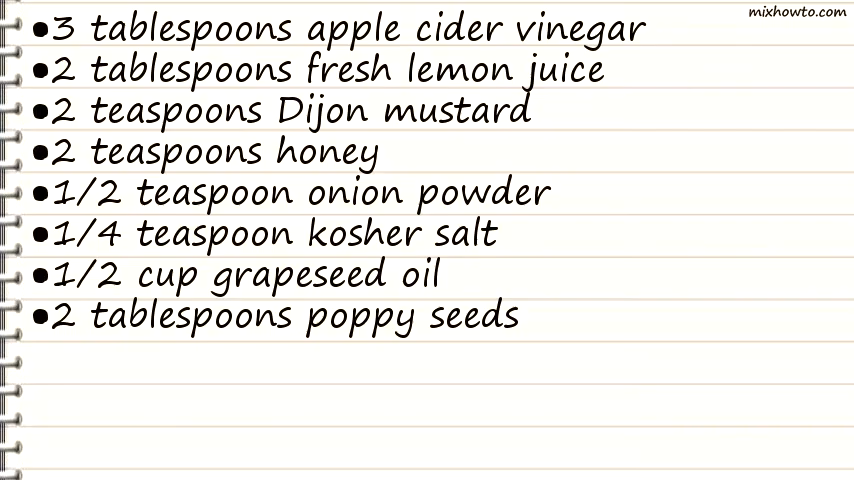 mixhowto.com
•3 tablespoons apple cider vinegar
•2 tablespoons fresh lemon juice
•2 teaspoons Dijon mustard
•2 teaspoons honey
•1/2 teaspoon onion powder
•1/4 teaspoon kosher salt
•1/2 cup grapeseed oil
•2 tablespoons poppy seeds